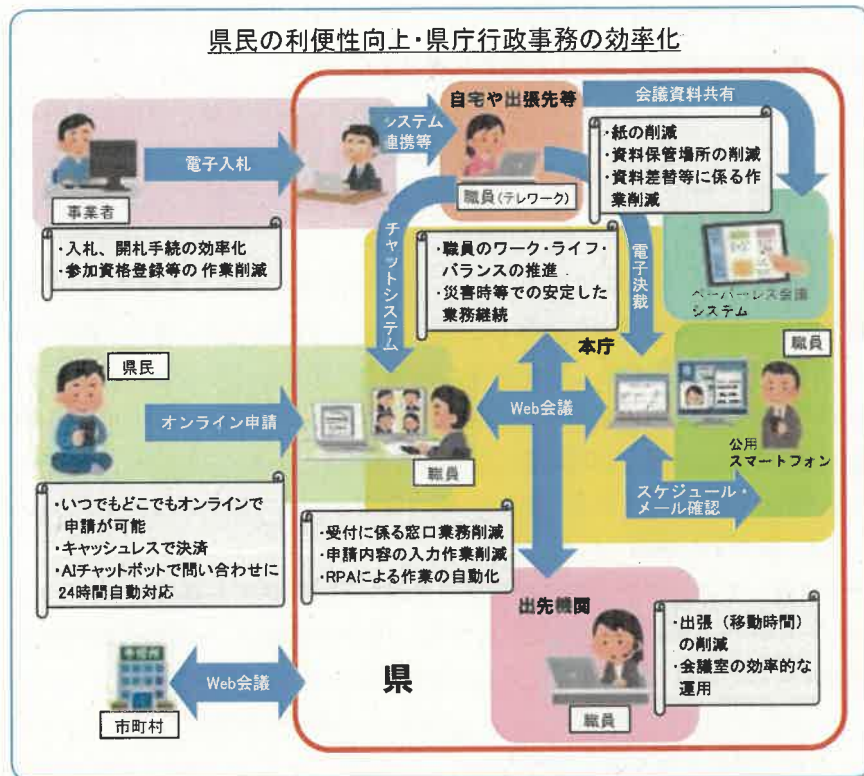 県民の利便性向上・県庁行政事務の効率化
自宅や出張先等
会議資料共有
システム
連携等
電子入札
・紙の削減
・資料保管場所の削減
・資料差替等に係る作
業削減
事業者
職員(テレワーク)
・入札、開札手続の効率化
・参加資格登録等の作業削減
チャットシステム
・職員のワーク・ライフ・
バランスの推進
・災害時等での安定した
業務継続
電子決裁
ペーパーレス会議
システム
本庁
職員
県民
オンライン申請
Web会議
職員
公用
スマートフォン
スケジュール・
メール確認
・いつでもどこでもオンラインで
申請が可能
・キャッシュレスで決済
・AIチャットボットで問い合わせに
24時間自動対応
・受付に係る窓口業務削減
・申請内容の入力作業削減
・RPAによる作業の自動化
出先機関
・出張（移動時間）
の削減
・会議室の効率的な
運用
Web会議
県
市町村
職員